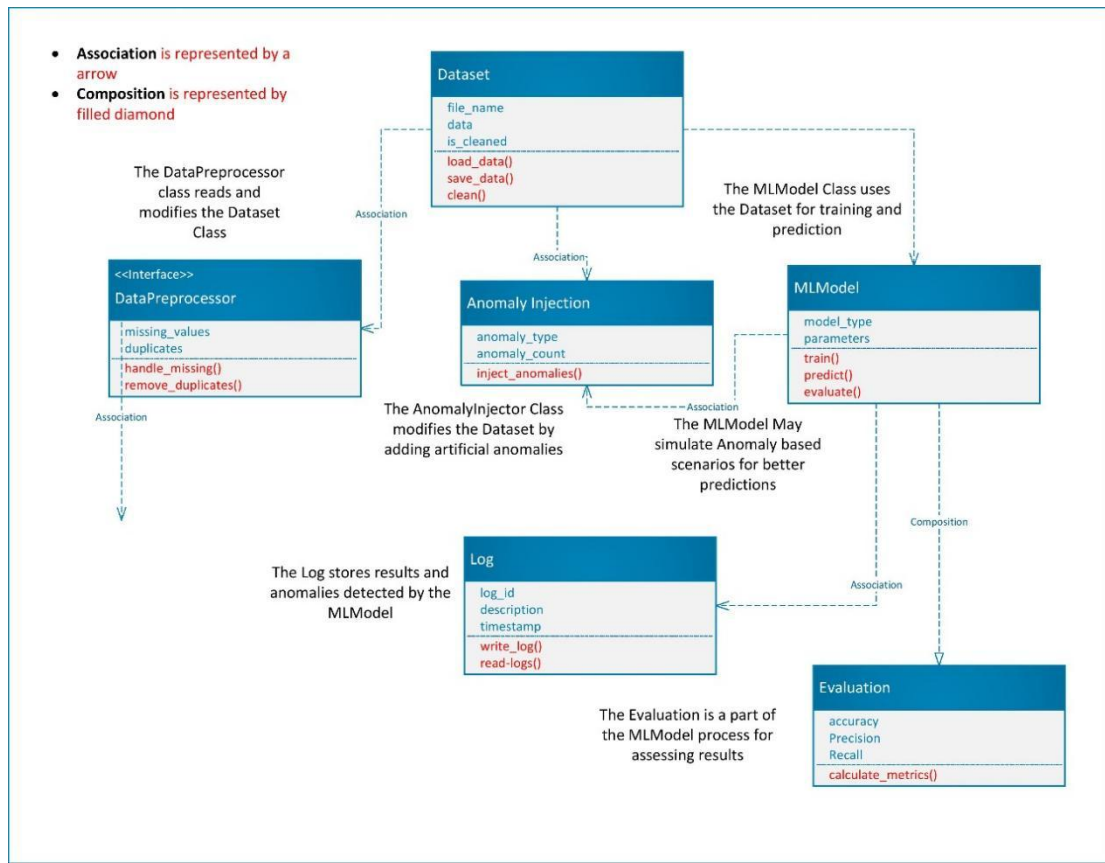 • Association is represented by a
arrow
• Composition is represented by
filled diamond
Dataset
file_name
data
is_cleaned
load_data()
save_data()
clean()
The DataPreprocessor
class reads and
modifies the Dataset
Class
Association
The MLModel Class uses
the Dataset for training and
prediction
Association
<<Interface>>
DataPreprocessor
missing_values
duplicates
handle_missing()
remove_duplicates()
Association
Anomaly Injection
anomaly_type
anomaly_count
inject_anomalies()
MLModel
model_type
parameters
train()
predict()
evaluate()
Association
The AnomalyInjector Class
modifies the Dataset by
adding artificial anomalies
The MLModel May
simulate Anomaly based
scenarios for better
predictions
Composition
Association
The Log stores results and
anomalies detected by the
MLModel
Log
log_id
description
timestamp
write_log()
read-logs()
The Evaluation is a part of
the MLModel process for
assessing results
Evaluation
accuracy
Precision
Recall
calculate_metrics()